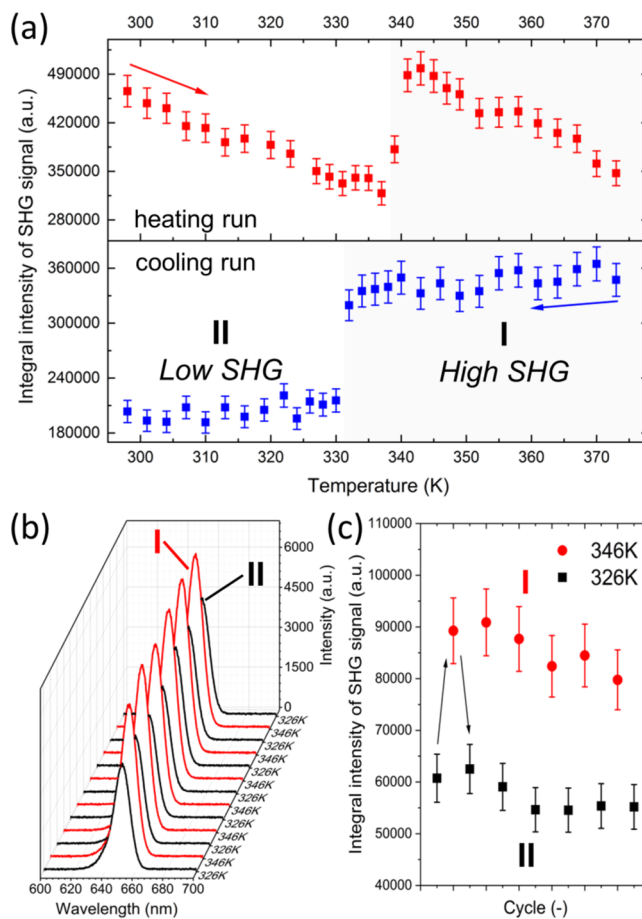 (a)
300 310 320 330 340 350 360 370
490000
420000
350000
280000
heating run
cooling run
360000
300000
240000
180000
Integral intensity of SHG signal (a.u.)
II
Low SHG
I
High SHG
300 310 320 330 340 350 360 370
Temperature (K)
(b)
I
II
6000
4500
3000
1500
0
Intensity (a.u.)
326K
346K
326K
346K
326K
346K
326K
346K
326K
346K
326K
346K
326K
600 620 640 660 680 700
Wavelength (nm)
(c)
110000
100000
90000
80000
70000
60000
50000
40000
Integral intensity of SHG signal (a.u.)
346K
326K
I
II
Cycle (-)